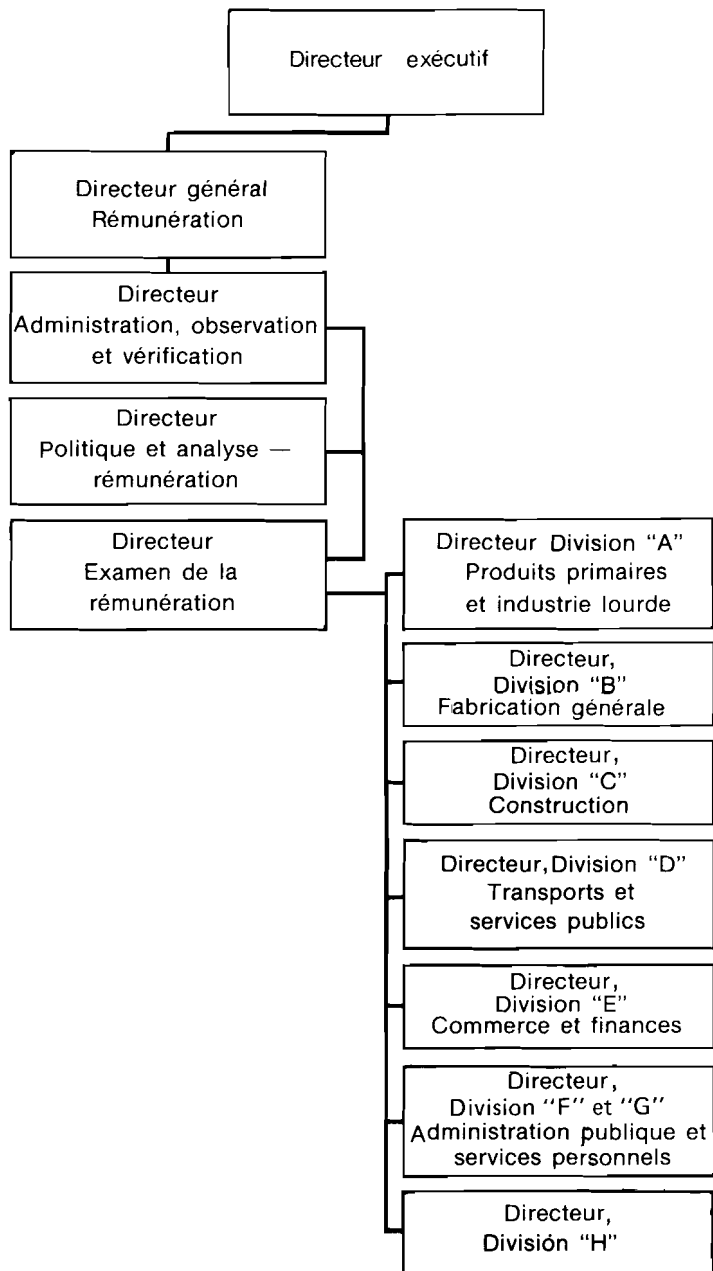 Directeur exécutif
Directeur général
Rémunération
Directeur
Administration, observation
et vérification
Directeur
Politique et analyse —
rémunération
Directeur
Examen de la
rémunération
Directeur Division "A"
Produits primaires
et industrie lourde
Directeur,
Division "B"
Fabrication générale
Directeur,
Division "C"
Construction
Directeur, Division "D"
Transports et
services publics
Directeur,
Division "E"
Commerce et finances
Directeur,
Division "F" et "G"
Administration publique et
services personnels
Directeur,
División "H"